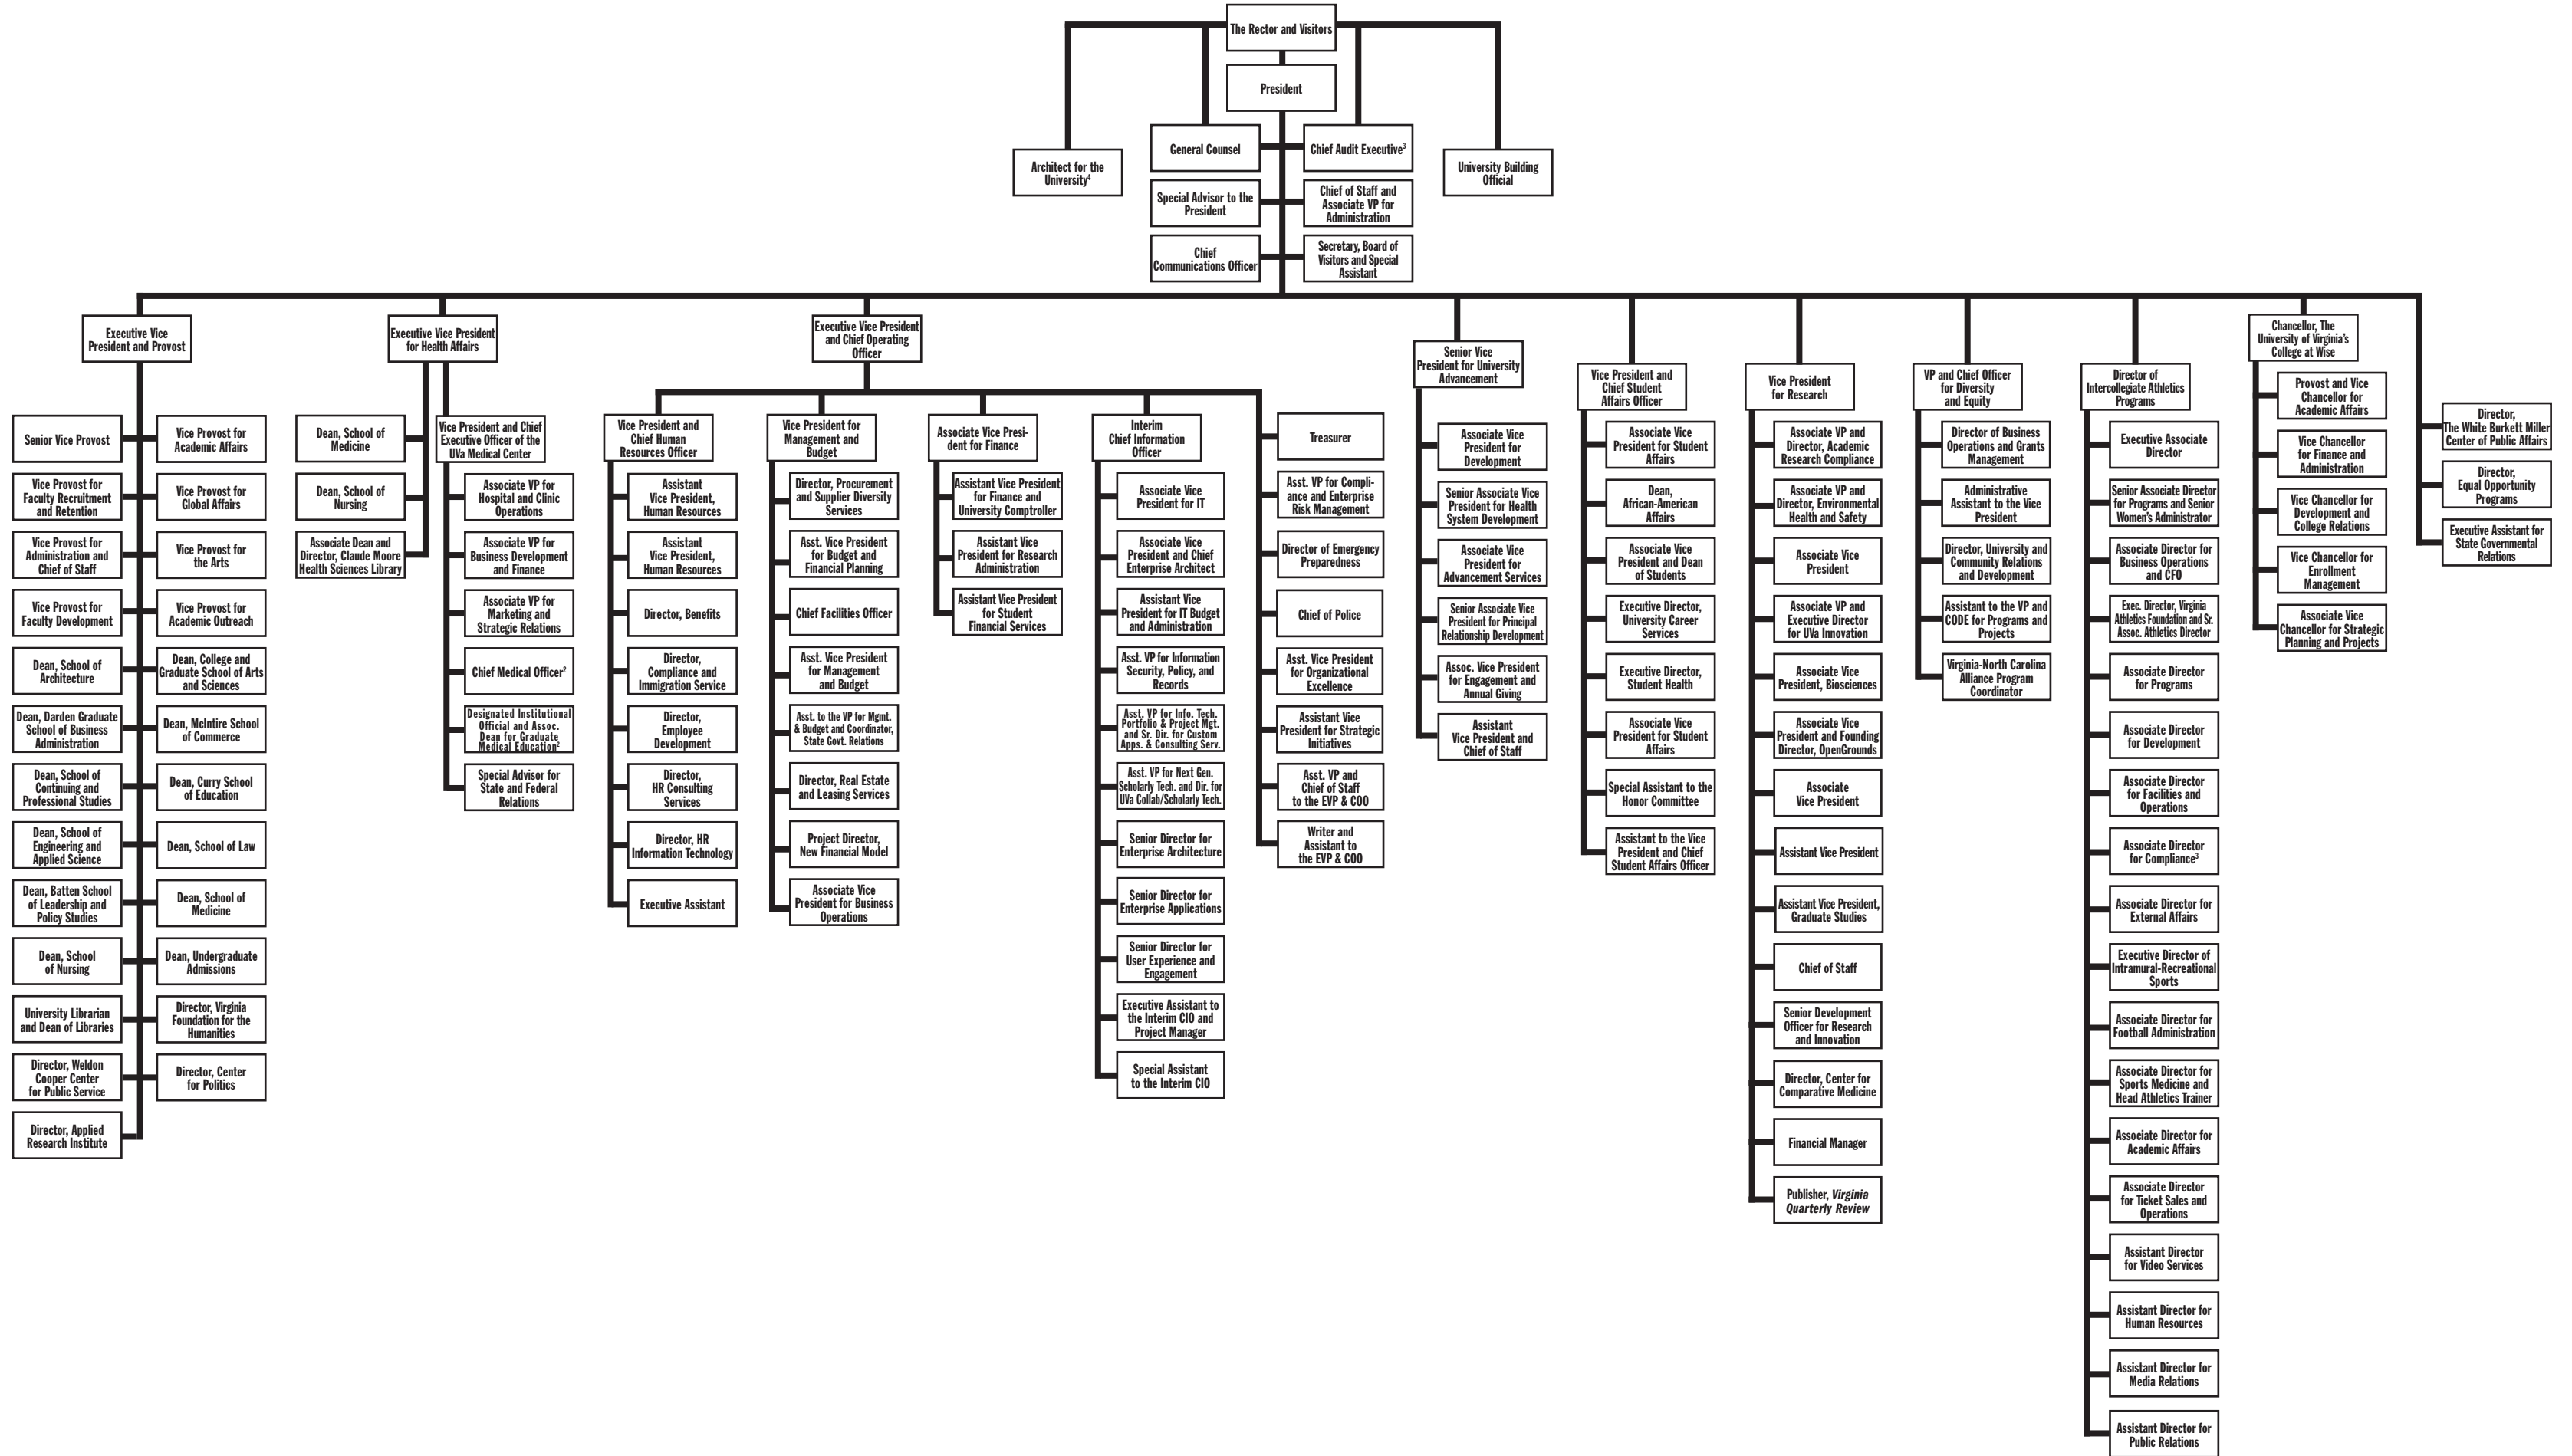 The Rector and Visitors
President
General Counsel
Chief Audit Executive3
Architect for the
University4
University Building
Official
Special Advisor to the
President
Chief of Staff and
Associate VP for
Administration
Chief
Communications Officer
Secretary, Board of
Visitors and Special
Assistant
Executive Vice
President and Provost
Senior Vice Provost
Vice Provost for
Academic Affairs
Vice Provost for
Faculty Recruitment
and Retention
Vice Provost for
Global Affairs
Vice Provost for
Administration and
Chief of Staff
Vice Provost for
the Arts
Vice Provost for
Faculty Development
Vice Provost for
Academic Outreach
Dean, School of
Architecture
Dean, College and
Graduate School of Arts
and Sciences
Dean, Darden Graduate
School of Business
Administration
Dean, McIntire School
of Commerce
Dean, School of
Continuing and
Professional Studies
Dean, Curry School
of Education
Dean, School of
Engineering and
Applied Science
Dean, School of Law
Dean, Batten School
of Leadership and
Policy Studies
Dean, School of
Medicine
Dean, School
of Nursing
Dean, Undergraduate
Admissions
University Librarian
and Dean of Libraries
Director, Virginia
Foundation for the
Humanities
Director, Weldon
Cooper Center
for Public Service
Director, Center
for Politics
Director, Applied
Research Institute
Executive Vice President
for Health Affairs
Dean, School of
Medicine
Dean, School of
Nursing
Associate Dean and
Director, Claude Moore
Health Sciences Library
Vice President and Chief
Executive Officer of the
UVa Medical Center
Associate VP for
Hospital and Clinic
Operations
Associate VP for
Business Development
and Finance
Associate VP for
Marketing and
Strategic Relations
Chief Medical Officer2
Designated Institutional
Official and Assoc.
Dean for Graduate
Medical Education2
Special Advisor for
State and Federal
Relations
Executive Vice President
and Chief Operating
Officer
Vice President and
Chief Human
Resources Officer
Assistant
Vice President,
Human Resources
Assistant
Vice President,
Human Resources
Director, Benefits
Director,
Compliance and
Immigration Service
Director,
Employee
Development
Director,
HR Consulting
Services
Director, HR
Information Technology
Executive Assistant
Vice President for
Management and
Budget
Director, Procurement
and Supplier Diversity
Services
Asst. Vice President
for Budget and
Financial Planning
Chief Facilities Officer
Asst. Vice President
for Management
and Budget
Asst. to the VP for Mgmt.
& Budget and Coordinator,
State Govt. Relations
Director, Real Estate
and Leasing Services
Project Director,
New Financial Model
Associate Vice
President for Business
Operations
Associate Vice Presi-
dent for Finance
Assistant Vice President
for Finance and
University Comptroller
Assistant Vice
President for Research
Administration
Assistant Vice President
for Student
Financial Services
Interim
Chief Information
Officer
Associate Vice
President for IT
Associate Vice
President and Chief
Enterprise Architect
Assistant Vice
President for IT Budget
and Administration
Asst. VP for Information
Security, Policy, and
Records
Asst. VP for Info. Tech.
Portfolio & Project Mgt.
and Sr. Dir. for Custom
Apps. & Consulting Serv.
Asst. VP for Next Gen.
Scholarly Tech. and Dir. for
UVa Collab/Scholarly Tech.
Senior Director for
Enterprise Architecture
Senior Director for
Enterprise Applications
Senior Director for
User Experience and
Engagement
Executive Assistant to
the Interim CIO and
Project Manager
Special Assistant
to the Interim CIO
Treasurer
Asst. VP for Compli-
ance and Enterprise
Risk Management
Director of Emergency
Preparedness
Chief of Police
Asst. Vice President
for Organizational
Excellence
Assistant Vice
President for Strategic
Initiatives
Asst. VP and
Chief of Staff
to the EVP & COO
Writer and
Assistant to
the EVP & COO
Senior Vice
President for University
Advancement
Associate Vice
President for
Development
Senior Associate Vice
President for Health
System Development
Associate Vice
President for
Advancement Services
Senior Associate Vice
President for Principal
Relationship Development
Assoc. Vice President
for Engagement and
Annual Giving
Assistant
Vice President and
Chief of Staff
Vice President and
Chief Student
Affairs Officer
Associate Vice
President for Student
Affairs
Dean,
African-American
Affairs
Associate Vice
President and Dean
of Students
Executive Director,
University Career
Services
Executive Director,
Student Health
Associate Vice
President for Student
Affairs
Special Assistant to the
Honor Committee
Assistant to the Vice
President and Chief
Student Affairs Officer
Vice President
for Research
Associate VP and
Director, Academic
Research Compliance
Associate VP and
Director, Environmental
Health and Safety
Associate Vice
President
Associate VP and
Executive Director
for UVa Innovation
Associate Vice
President, Biosciences
Associate Vice
President and Founding
Director, OpenGrounds
Associate
Vice President
Assistant Vice President
Assistant Vice President,
Graduate Studies
Chief of Staff
Senior Development
Officer for Research
and Innovation
Director, Center for
Comparative Medicine
Financial Manager
Publisher, Virginia
Quarterly Review
VP and Chief Officer
for Diversity
and Equity
Director of Business
Operations and Grants
Management
Administrative
Assistant to the Vice
President
Director, University and
Community Relations
and Development
Assistant to the VP and
CODE for Programs and
Projects
Virginia-North Carolina
Alliance Program
Coordinator
Director of
Intercollegiate Athletics
Programs
Executive Associate
Director
Senior Associate Director
for Programs and Senior
Women's Administrator
Associate Director for
Business Operations
and CFO
Exec. Director, Virginia
Athletics Foundation and Sr.
Assoc. Athletics Director
Associate Director
for Programs
Associate Director
for Development
Associate Director
for Facilities and
Operations
Associate Director
for Compliance3
Associate Director for
External Affairs
Executive Director of
Intramural-Recreational
Sports
Associate Director for
Football Administration
Associate Director for
Sports Medicine and
Head Athletics Trainer
Associate Director for
Academic Affairs
Associate Director
for Ticket Sales and
Operations
Assistant Director
for Video Services
Assistant Director for
Human Resources
Assistant Director for
Media Relations
Assistant Director for
Public Relations
Chancellor, The
University of Virginia's
College at Wise
Provost and Vice
Chancellor for
Academic Affairs
Vice Chancellor
for Finance and
Administration
Vice Chancellor for
Development and
College Relations
Vice Chancellor for
Enrollment
Management
Associate Vice
Chancellor for Strategic
Planning and Projects
Director,
The White Burkett Miller
Center of Public Affairs
Director,
Equal Opportunity
Programs
Executive Assistant for
State Governmental
Relations